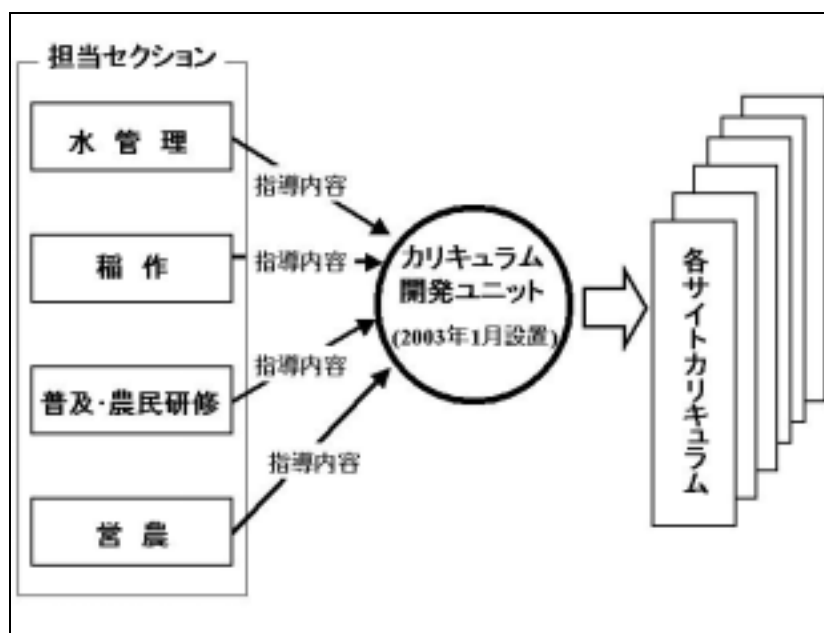 担当セクション
水管理
指導内容
稲作
指導内容
普及・農民研修
指導内容
営農
指導内容
カリキュラム
開発ユニット
(2003年1月設置)
各サイトカリキュラム